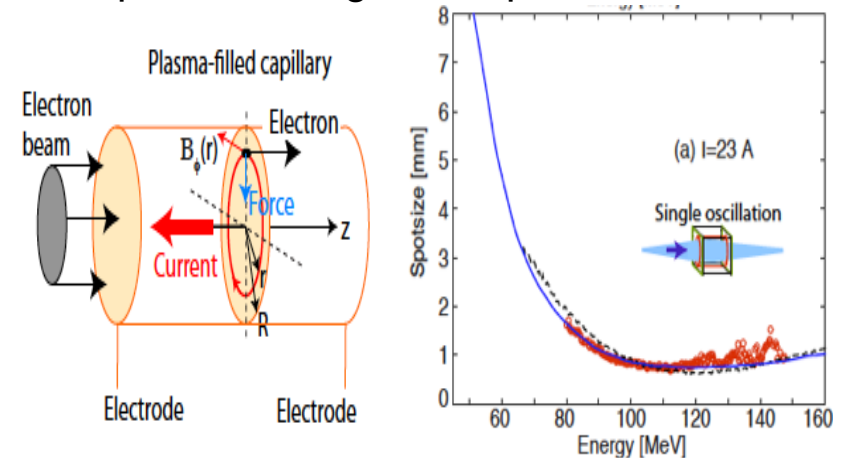 Plasma-filled capillary
Electron
beam
Electron
Bϕ(r)
Force
z
Current
r
R
Electrode
Electrode
8
7
6
5
4
3
2
1
0
Spotsize [mm]
(a) I=23 A
Single oscillation
60 80 100 120 140 160
Energy [MeV]